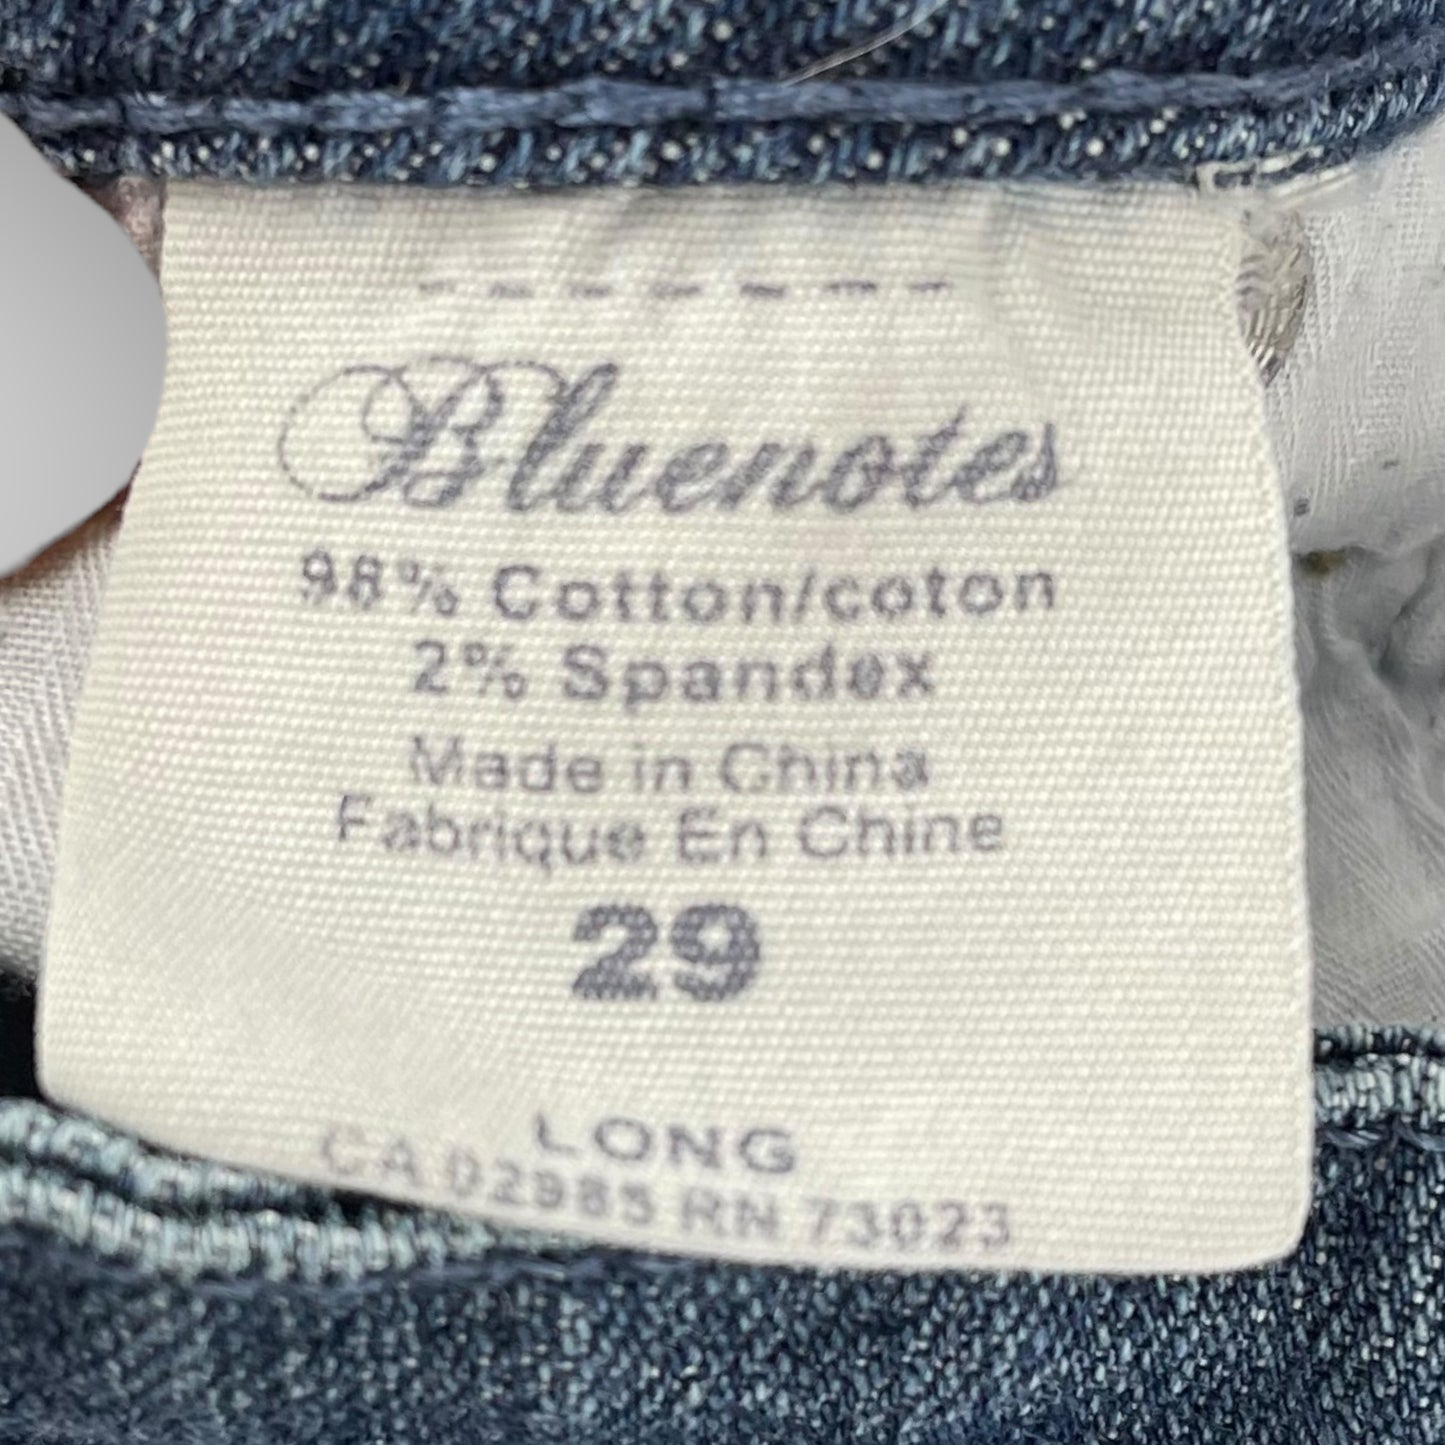 Bluenotes
98% Cotton/coton
2% Spandex
Made in China
Fabrique En Chine
29
LONG
CA 02985 RN 73023